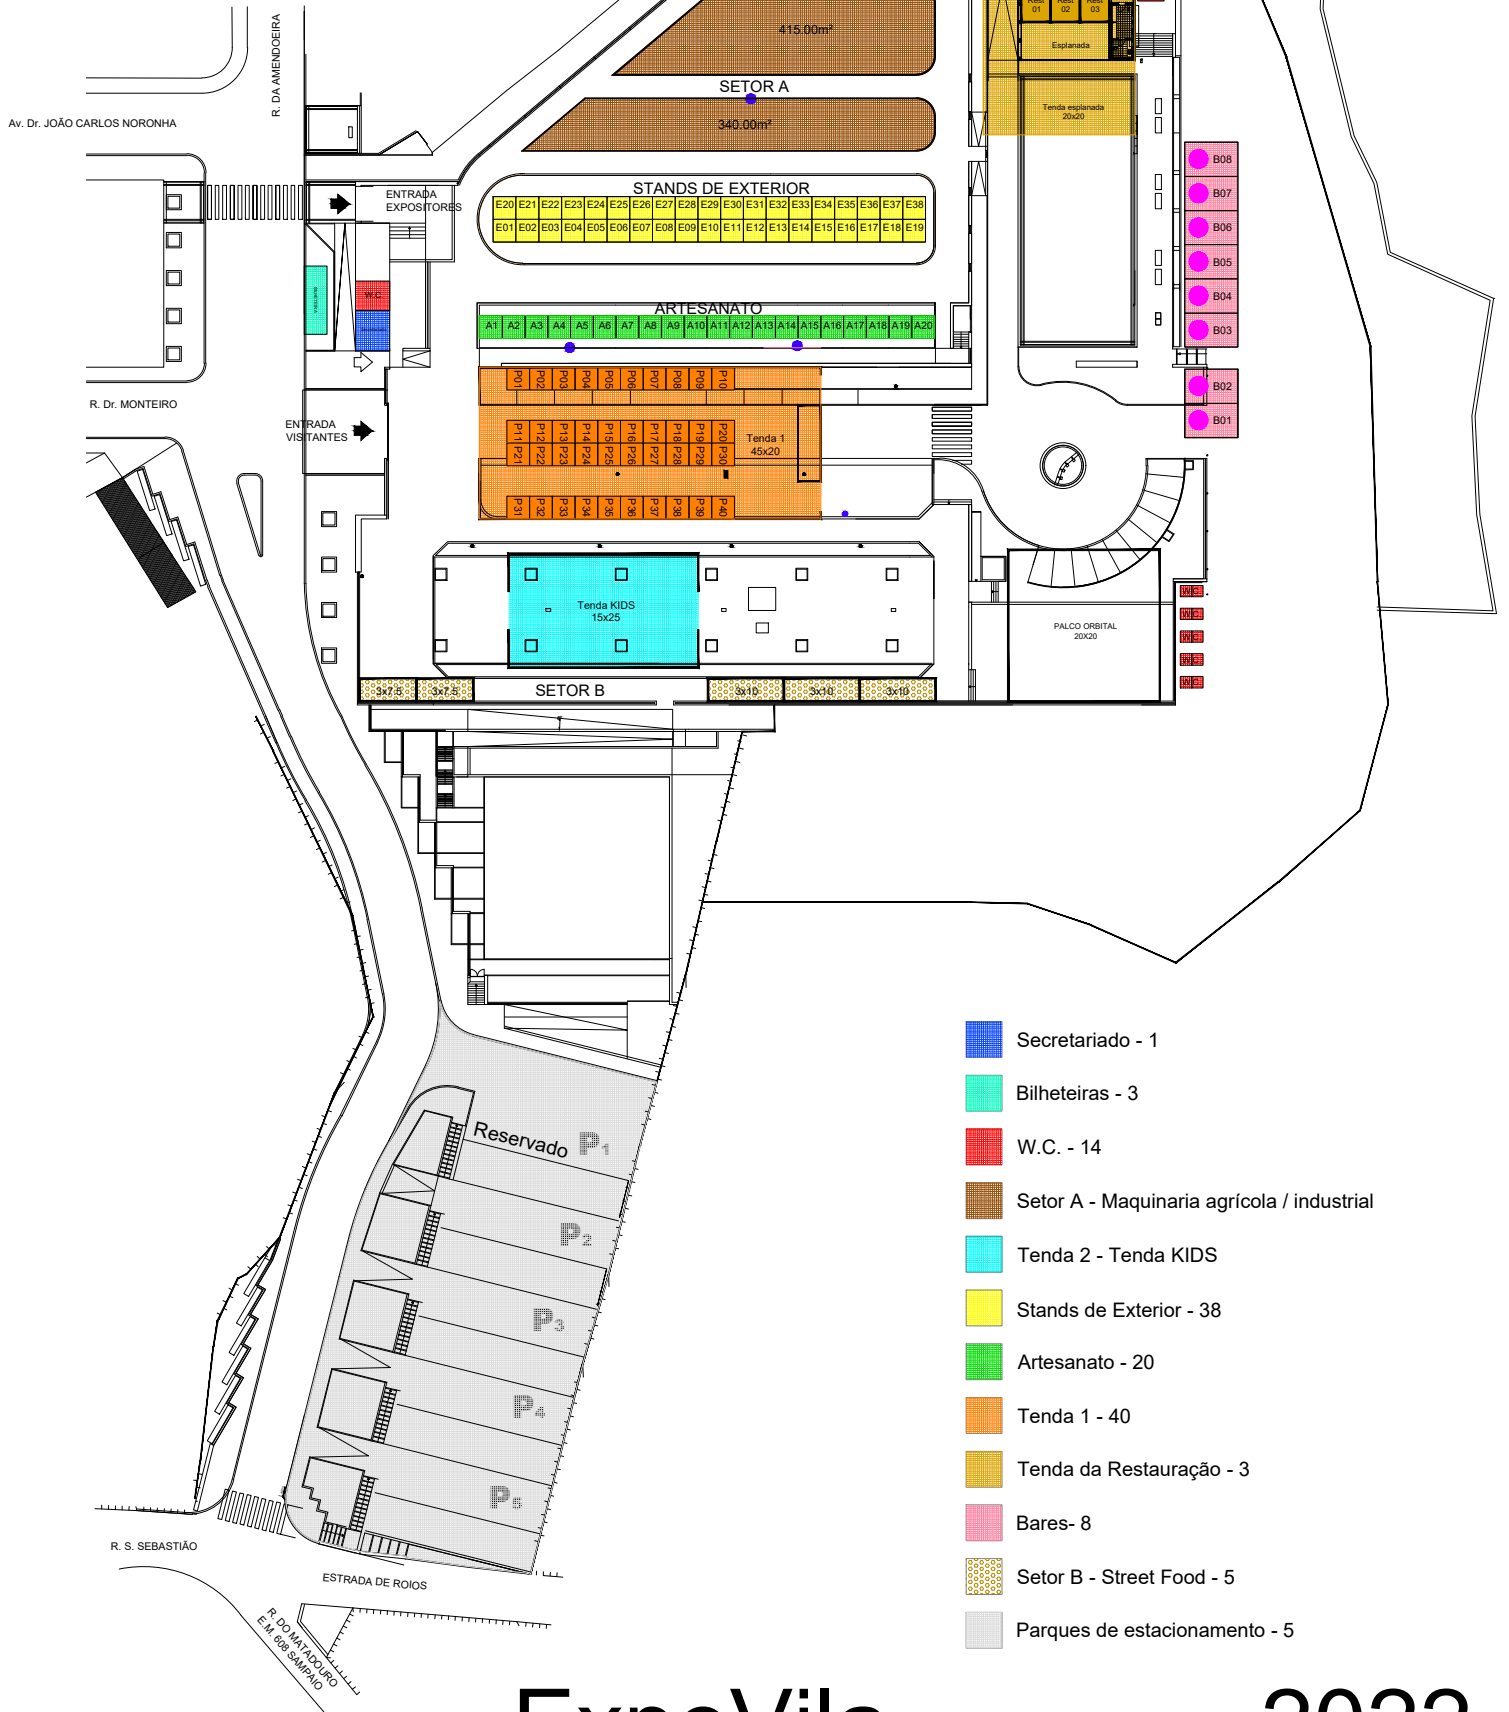 Rest
01
Rest
02
Rest
03
Esplanada
Tenda esplanada
20x20
415.00m²
SETOR A
340.00m²
R. DA AMENDOEIRA
Av. Dr. JOÃO CARLOS NORONHA
ENTRADA
EXPOSITORES
STANDS DE EXTERIOR
E20 E21 E22 E23 E24 E25 E26 E27 E28 E29 E30 E31 E32 E33 E34 E35 E36 E37 E38
E01 E02 E03 E04 E05 E06 E07 E08 E09 E10 E11 E12 E13 E14 E15 E16 E17 E18 E19
B08
B07
B06
B05
B04
B03
B02
B01
W.C.
ARTESANATO
A1 A2 A3 A4 A5 A6 A7 A8 A9 A10 A11 A12 A13 A14 A15 A16 A17 A18 A19 A20
R. Dr. MONTEIRO
ENTRADA
VISITANTES
P01 P02 P03 P04 P05 P06 P07 P08 P09 P10
P11 P12 P13 P14 P15 P16 P17 P18 P19 P20
P21 P22 P23 P24 P25 P26 P27 P28 P29 P30
Tenda 1
45x20
P31 P32 P33 P34 P35 P36 P37 P38 P39 P40
Tenda KIDS
15x25
PALCO ORBITAL
20X20
W.C.
W.C.
W.C.
W.C.
W.C.
3x7.5 3x7.5
SETOR B
3x10 3x10 3x10
Reservado
P1
P2
P3
P4
P5
R. S. SEBASTIÃO
ESTRADA DE ROIOS
R. DO MATADOURO
E.M. 608 SAMPAIO
Secretariado - 1
Bilheteiras - 3
W.C. - 14
Setor A - Maquinaria agrícola / industrial
Tenda 2 - Tenda KIDS
Stands de Exterior - 38
Artesanato - 20
Tenda 1 - 40
Tenda da Restauração - 3
Bares- 8
Setor B - Street Food - 5
Parques de estacionamento - 5
ExpoVila 2022